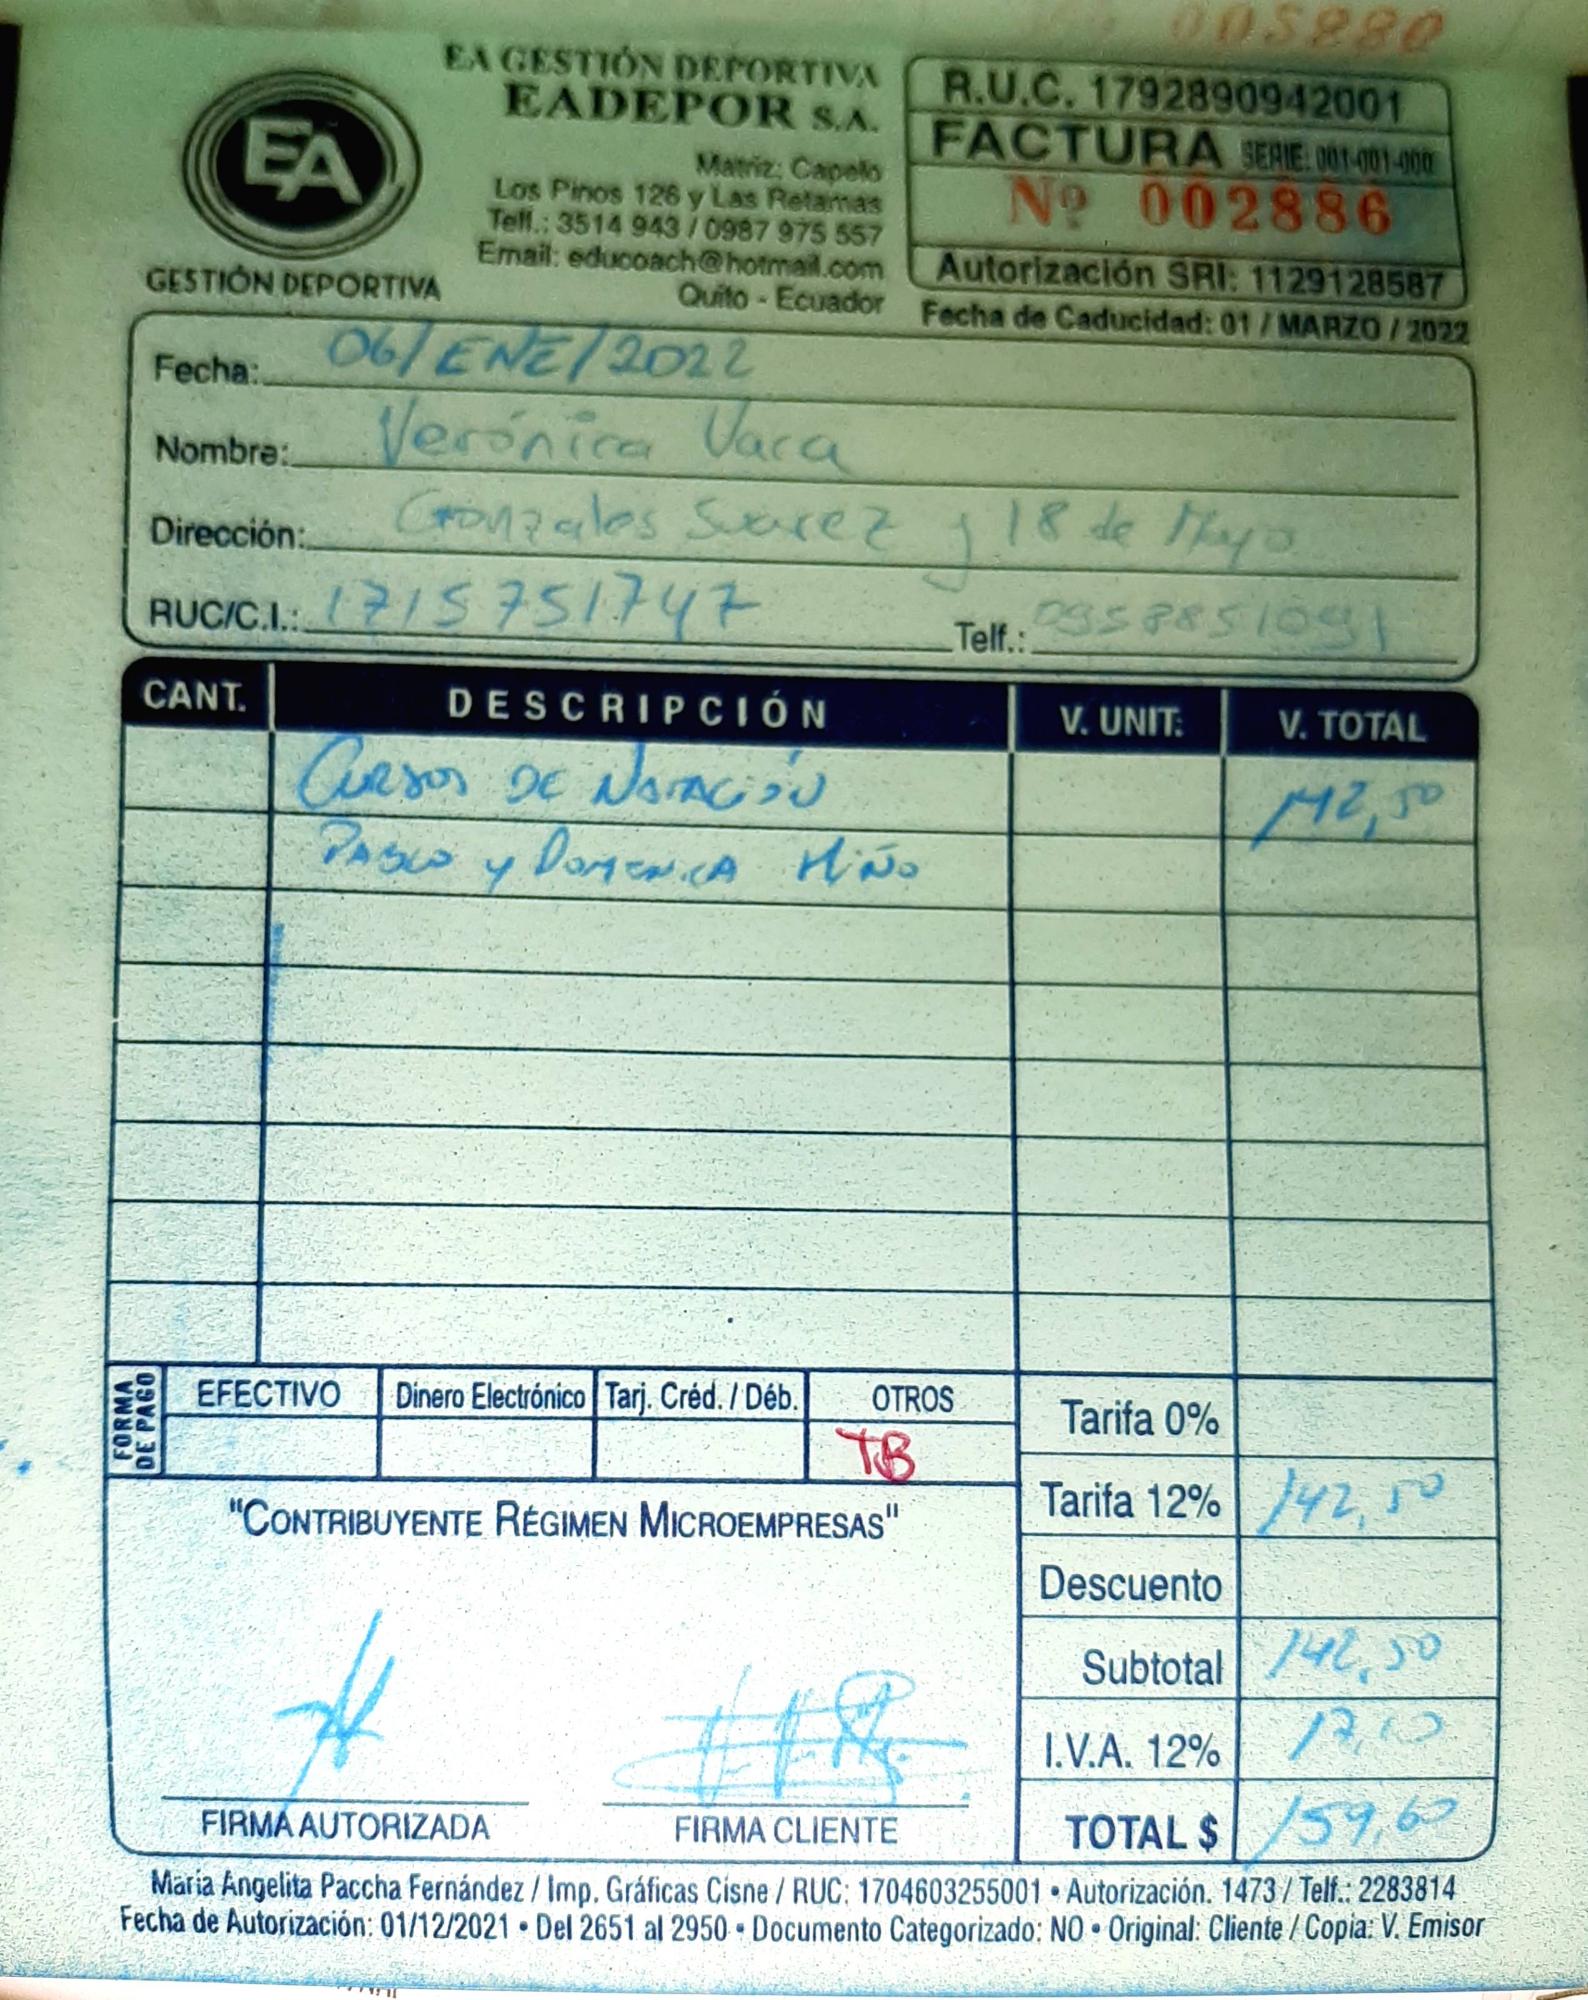 EA GESTIÓN DEPORTIVA
EADEPOR S.A.
Matriz: Capelo
Los Pinos 126 y Las Retamas
Telf.: 3514 943 / 0987 975 557
Email: educoach@hotmail.com
Quito - Ecuador
EA
GESTIÓN DEPORTIVA
R.U.C. 1792890942001
FACTURA SERIE: 001-001-000
Nº 002886
Autorización SRI: 1129128587
Fecha de Caducidad: 01 / MARZO / 2022
Fecha: 06/ENE/2022
Nombre: Verónica Vaca
Dirección: Gonzales Suarez y 18 de Mayo
RUC/C.I.: 1715751747 Telf.: 0958851091
CANT. DESCRIPCIÓN V. UNIT: V. TOTAL
CURSOS DE NATACIÓN 142,50
PABLO y DOMENICA MIÑO
FORMA DE PAGO
EFECTIVO Dinero Electrónico Tarj. Créd. / Déb. OTROS
TB
Tarifa 0%
Tarifa 12% 142,50
Descuento
Subtotal 142,50
I.V.A. 12% 17,10
TOTAL $ 159,60
"CONTRIBUYENTE RÉGIMEN MICROEMPRESAS"
FIRMA AUTORIZADA FIRMA CLIENTE
María Angelita Paccha Fernández / Imp. Gráficas Cisne / RUC: 1704603255001 • Autorización. 1473 / Telf.: 2283814
Fecha de Autorización: 01/12/2021 • Del 2651 al 2950 • Documento Categorizado: NO • Original: Cliente / Copia: V. Emisor